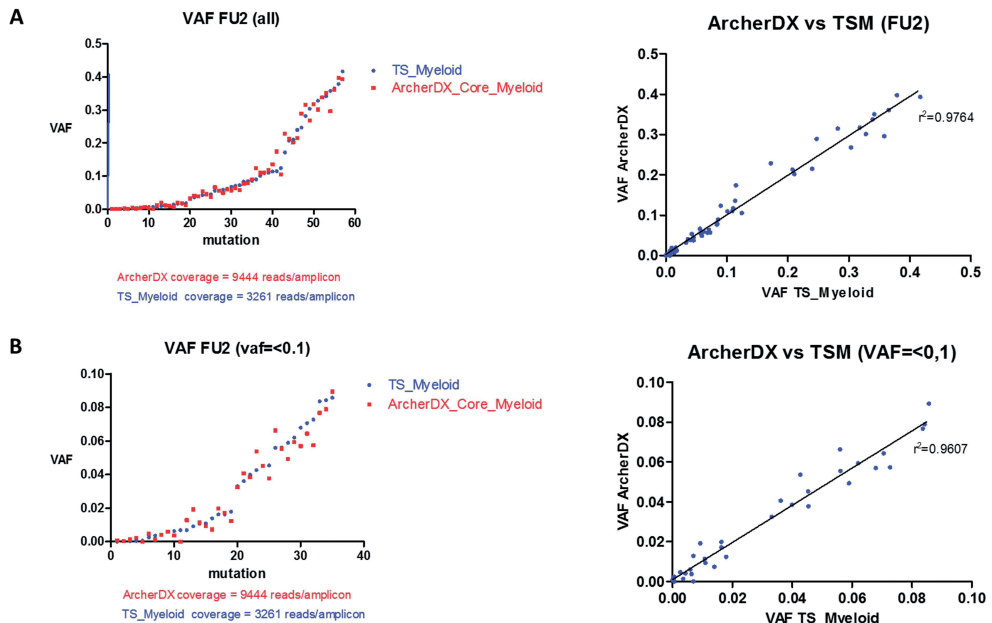 A
VAF FU2 (all)
0.5
0.4
0.3
0.2
0.1
0.0
VAF
0 10 20 30 40 50 60
mutation
TS_Myeloid
ArcherDX_Core_Myeloid
ArcherDX coverage = 9444 reads/amplicon
TS_Myeloid coverage = 3261 reads/amplicon
ArcherDX vs TSM (FU2)
0.5
0.4
0.3
0.2
0.1
0.0
VAF ArcherDX
r²=0.9764
0.0 0.1 0.2 0.3 0.4 0.5
VAF TS_Myeloid
B
VAF FU2 (vaf=<0.1)
0.10
0.08
0.06
0.04
0.02
0.00
VAF
0 10 20 30 40
mutation
TS_Myeloid
ArcherDX_Core_Myeloid
ArcherDX coverage = 9444 reads/amplicon
TS_Myeloid coverage = 3261 reads/amplicon
ArcherDX vs TSM (VAF=<0,1)
0.10
0.08
0.06
0.04
0.02
0.00
VAF ArcherDX
r²=0.9607
0.00 0.02 0.04 0.06 0.08 0.10
VAF TS_Myeloid